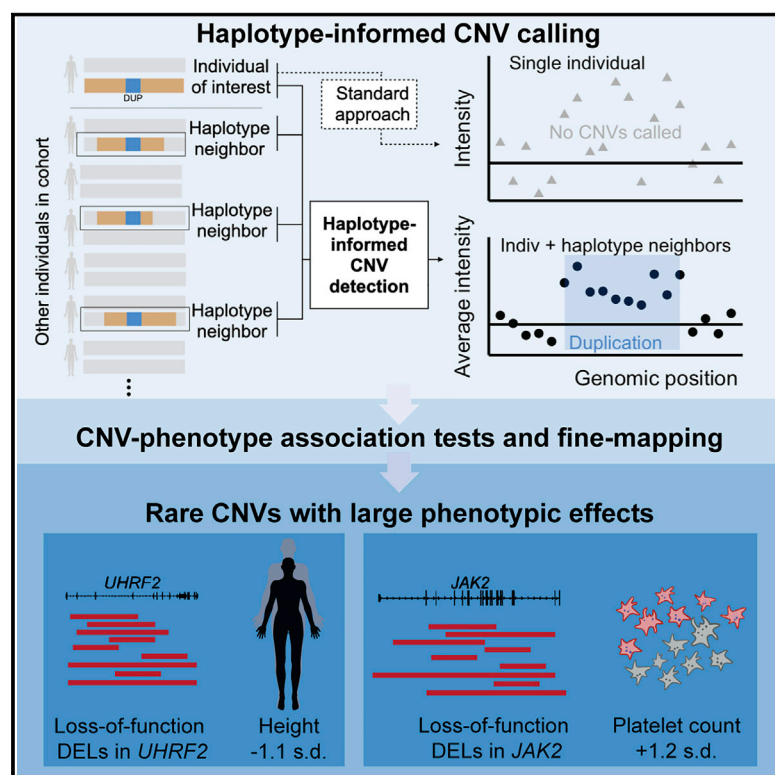 Haplotype-informed CNV calling
Individual
of interest
DUP
Standard
approach
Haplotype
neighbor
Haplotype
neighbor
Haplotype
neighbor
Other individuals in cohort
Haplotype-
informed
CNV
detection
Single individual
No CNVs called
Intensity
Indiv + haplotype neighbors
Duplication
Average intensity
Genomic position
CNV-phenotype association tests and fine-mapping
Rare CNVs with large phenotypic effects
UHRF2
Loss-of-function
DELs in UHRF2
Height
-1.1 s.d.
JAK2
Loss-of-function
DELs in JAK2
Platelet count
+1.2 s.d.